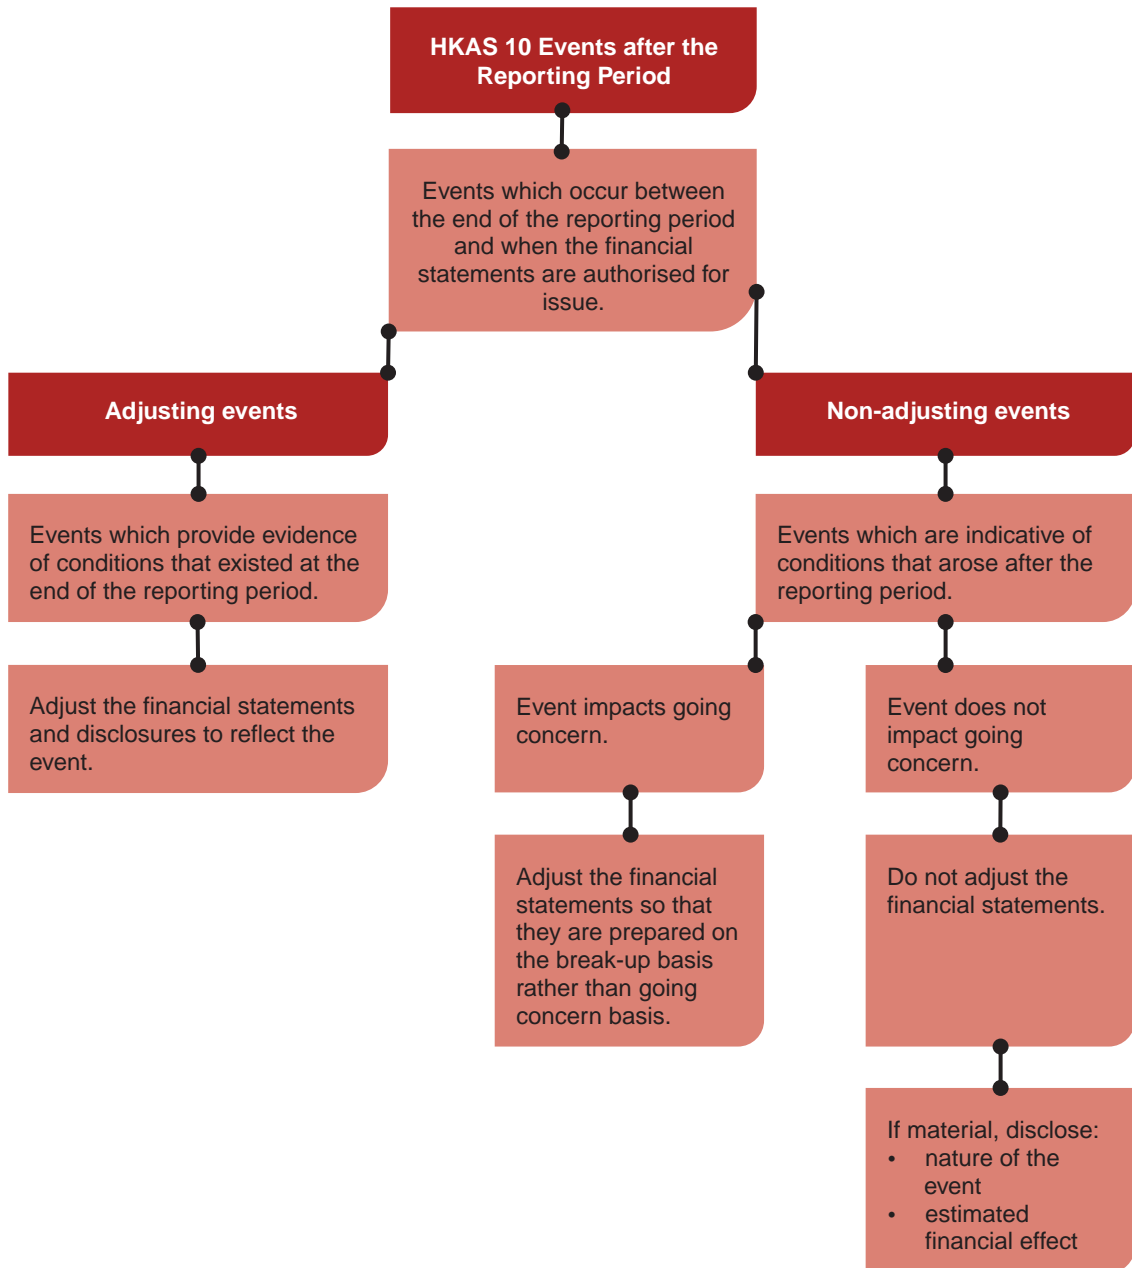 HKAS 10 Events after the
Reporting Period
Events which occur between
the end of the reporting period
and when the financial
statements are authorised for
issue.
Adjusting events
Non-adjusting events
Events which provide evidence
of conditions that existed at the
end of the reporting period.
Events which are indicative of
conditions that arose after the
reporting period.
Adjust the financial statements
and disclosures to reflect the
event.
Event impacts going
concern.
Event does not
impact going
concern.
Adjust the financial
statements so that
they are prepared on
the break-up basis
rather than going
concern basis.
Do not adjust the
financial statements.
If material, disclose:
• nature of the
event
• estimated
financial effect